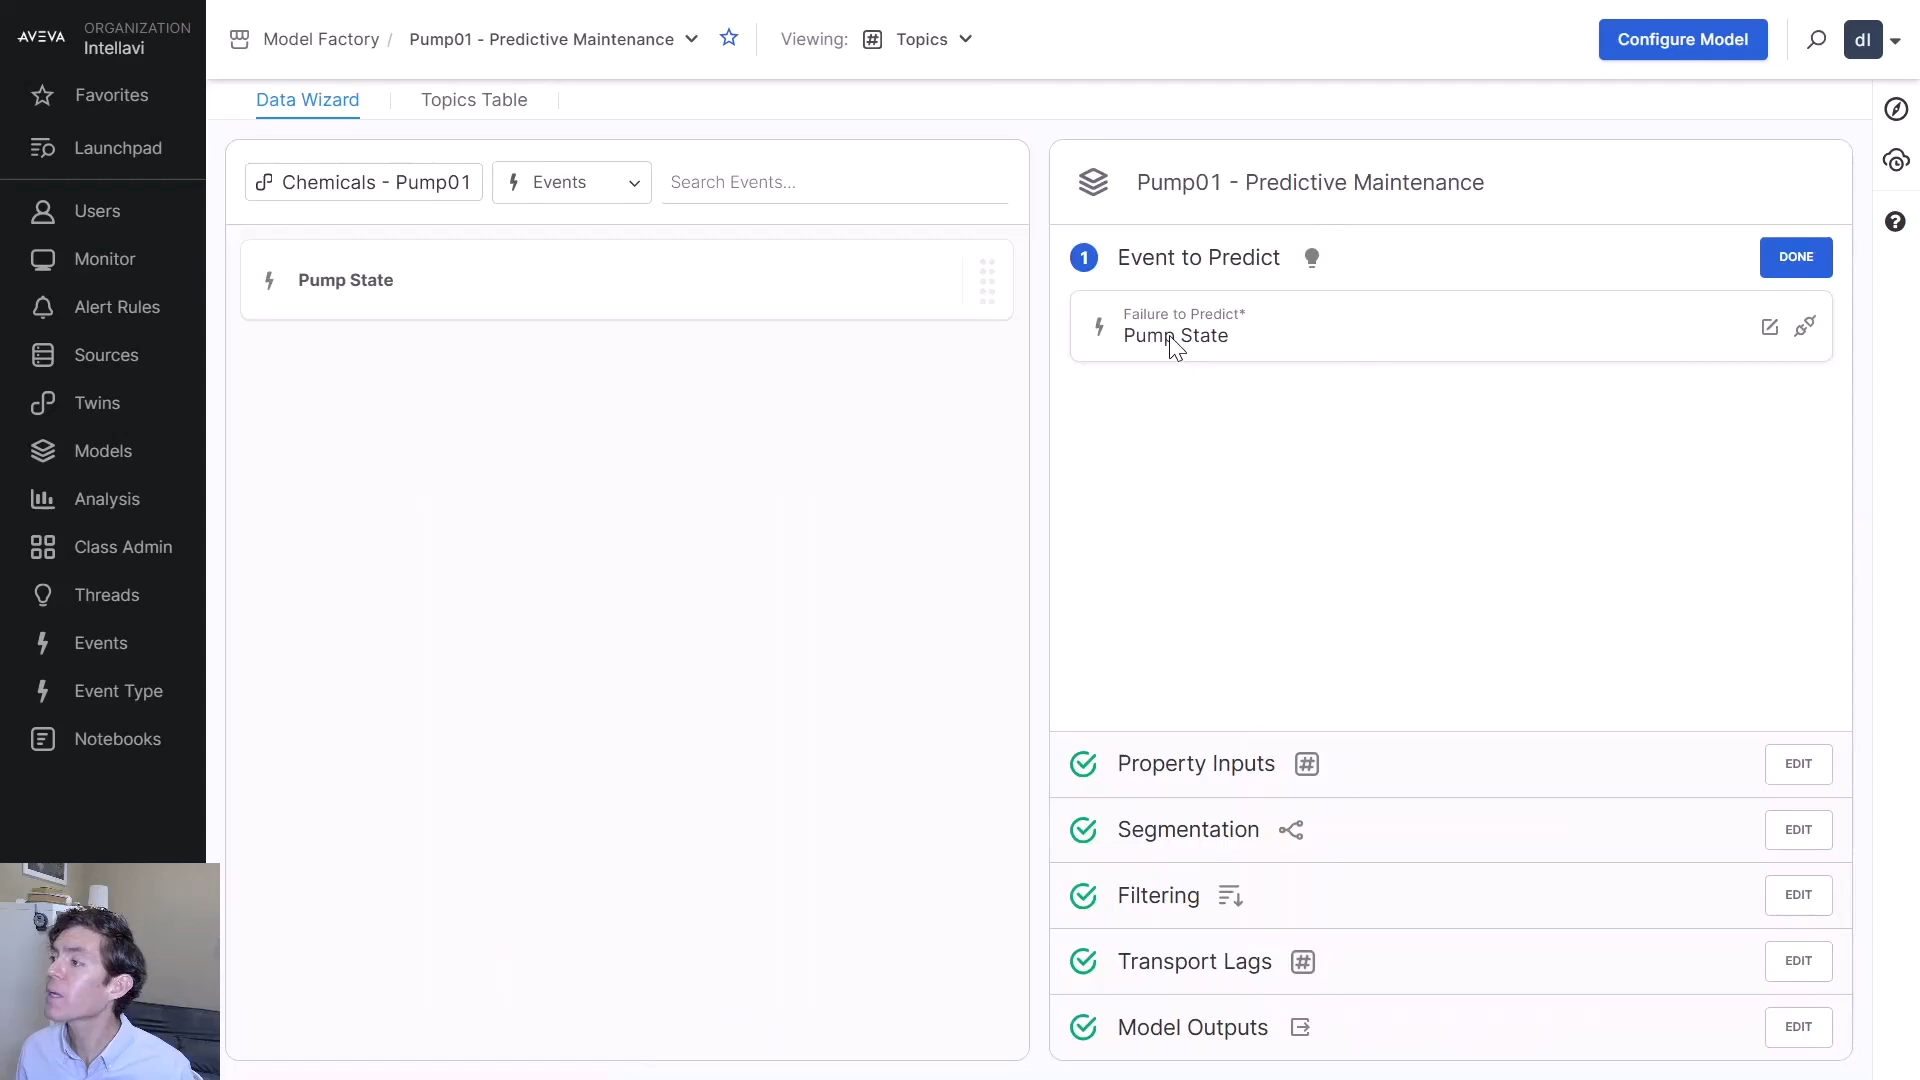 AVEVA
ORGANIZATION
Intellavi
Favorites
Launchpad
Users
Monitor
Alert Rules
Sources
Twins
Models
Analysis
Class Admin
Threads
Events
Event Type
Notebooks
Model Factory / Pump01 - Predictive Maintenance
Viewing: Topics
Configure Model
dl
Data Wizard
Topics Table
Chemicals - Pump01
Events
Search Events...
Pump State
Pump01 - Predictive Maintenance
1 Event to Predict
DONE
Failure to Predict*
Pump State
Property Inputs
EDIT
Segmentation
EDIT
Filtering
EDIT
Transport Lags
EDIT
Model Outputs
EDIT